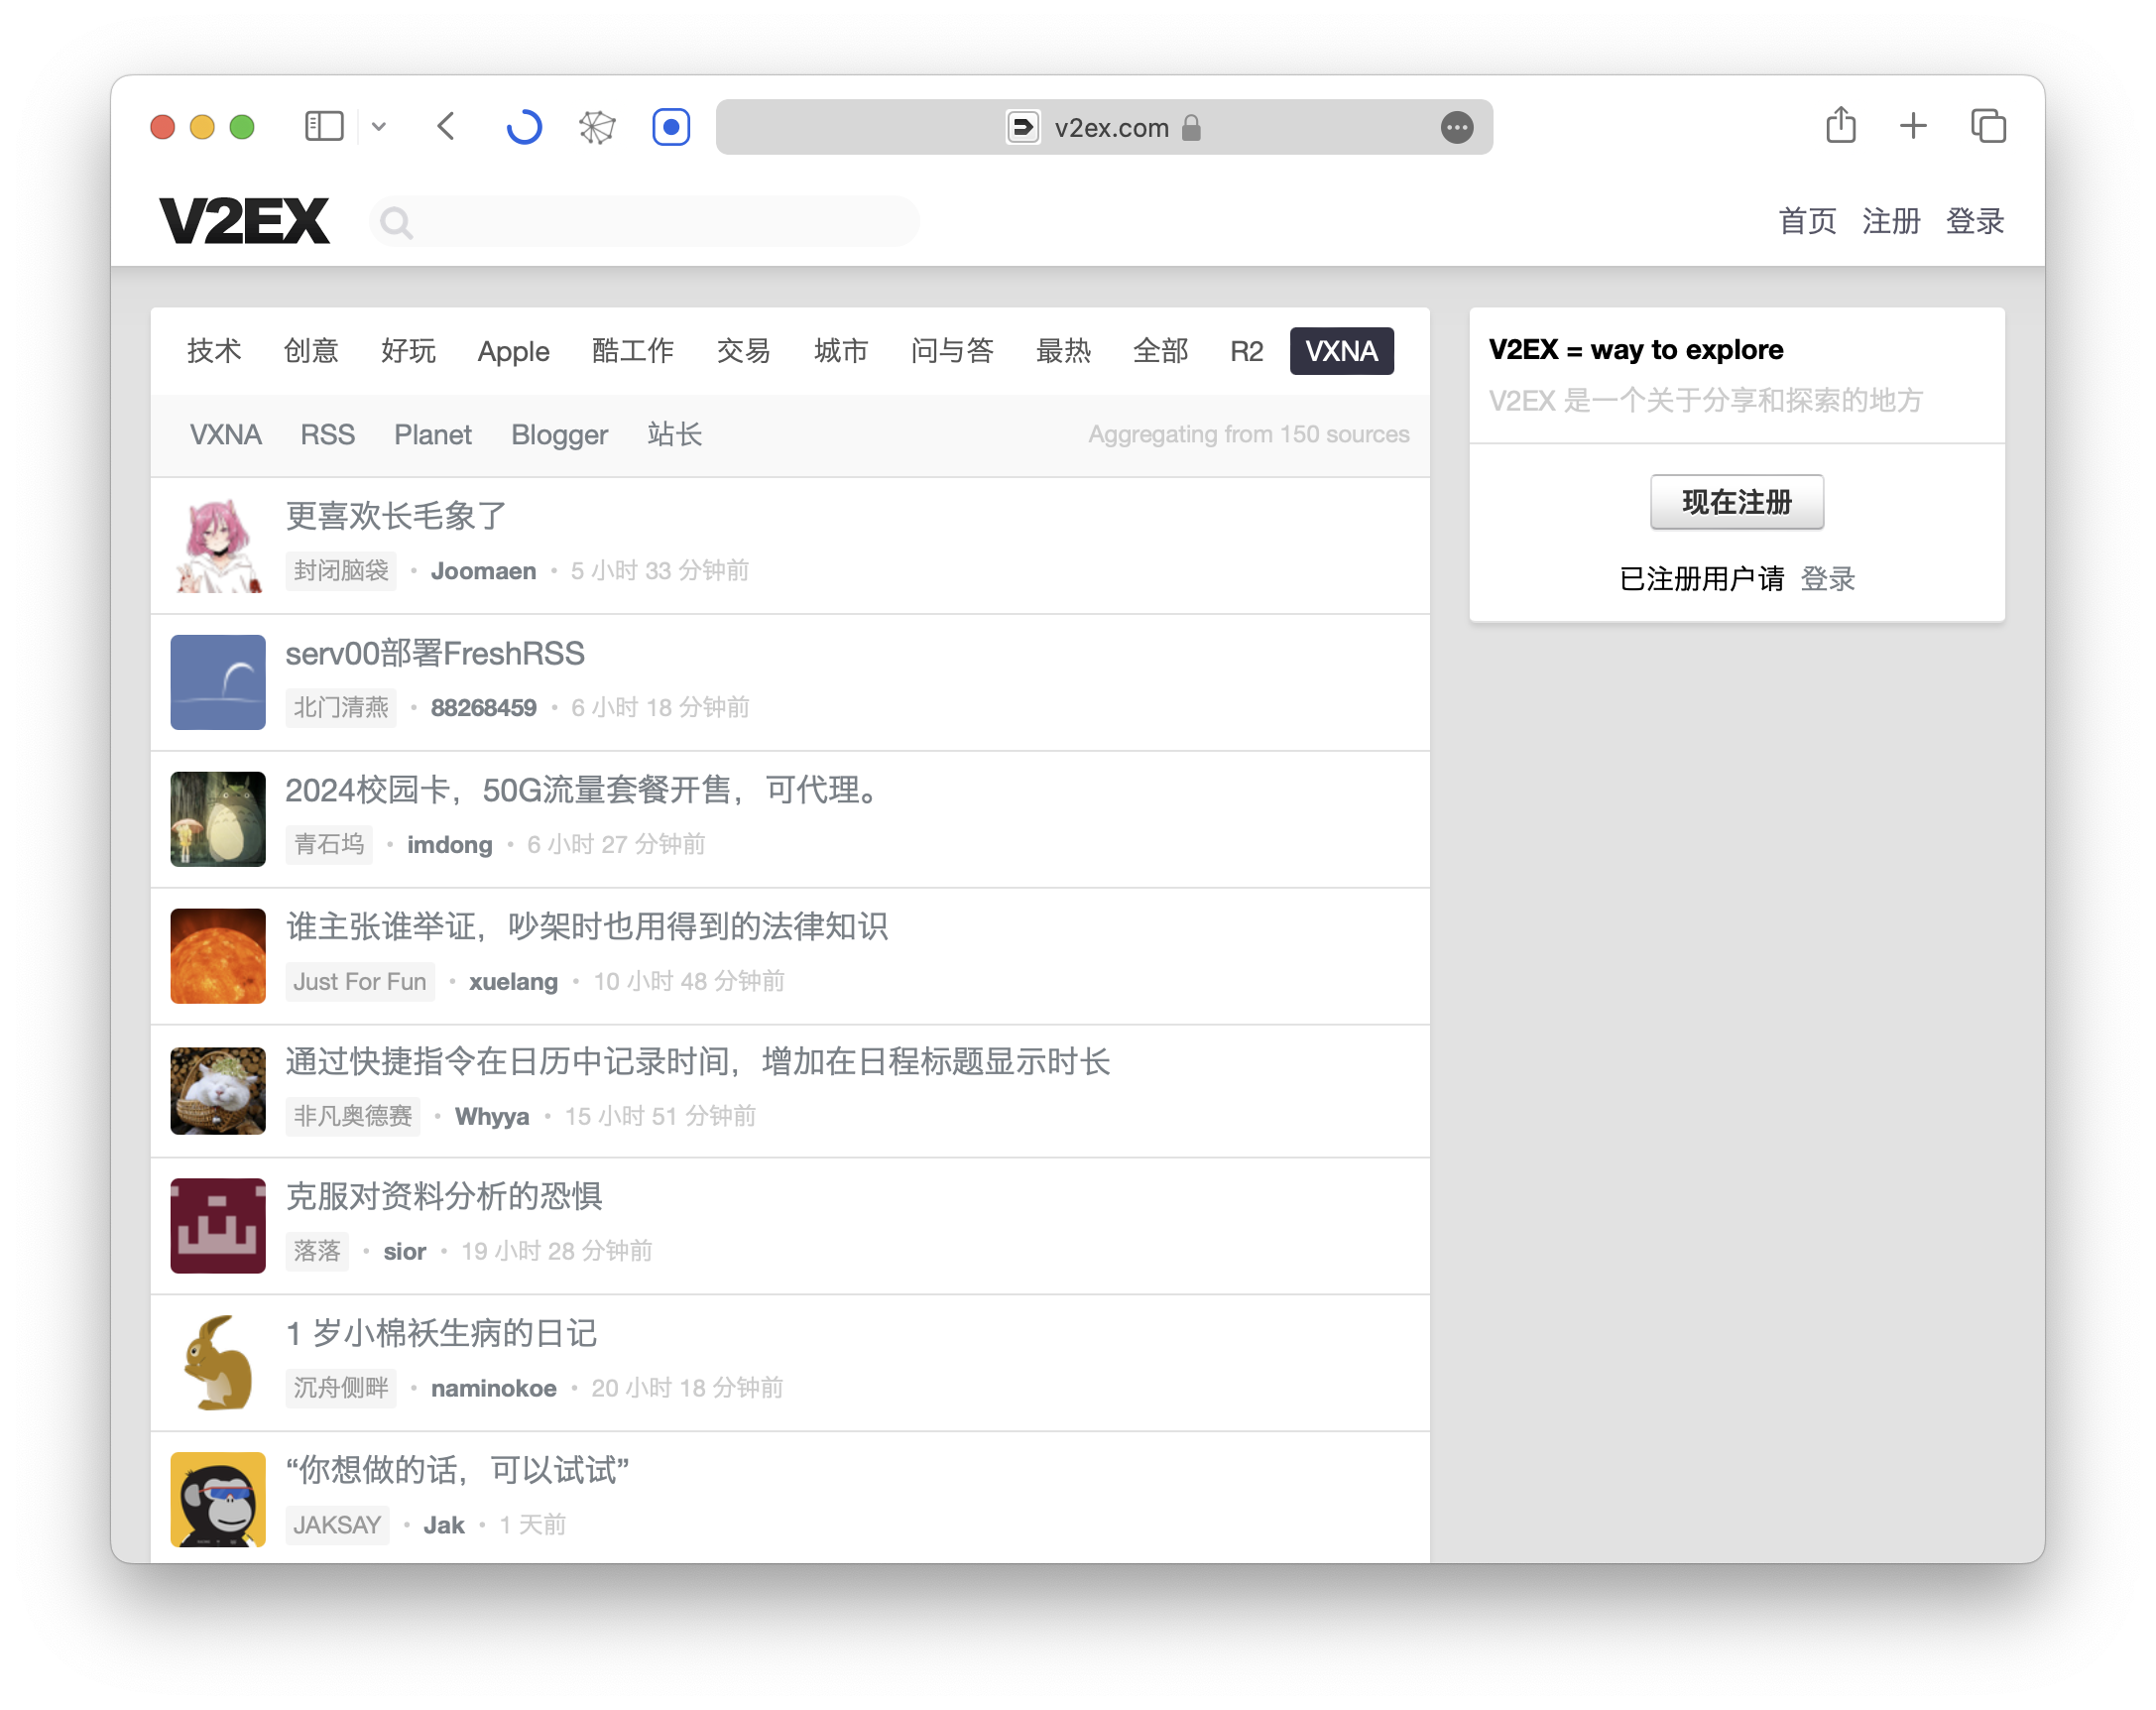 v2ex.com
V2EX
首页 注册 登录
技术 创意 好玩 Apple 酷工作 交易 城市 问与答 最热 全部 R2 VXNA
VXNA RSS Planet Blogger 站长 Aggregating from 150 sources
更喜欢长毛象了
封闭脑袋 • Joomaen • 5 小时 33 分钟前
serv00部署FreshRSS
北门清燕 • 88268459 • 6 小时 18 分钟前
2024校园卡，50G流量套餐开售，可代理。
青石坞 • imdong • 6 小时 27 分钟前
谁主张谁举证，吵架时也用得到的法律知识
Just For Fun • xuelang • 10 小时 48 分钟前
通过快捷指令在日历中记录时间，增加在日程标题显示时长
非凡奥德赛 • Whyya • 15 小时 51 分钟前
克服对资料分析的恐惧
落落 • sior • 19 小时 28 分钟前
1 岁小棉袄生病的日记
沉舟侧畔 • naminokoe • 20 小时 18 分钟前
“你想做的话，可以试试”
JAKSAY • Jak • 1 天前
V2EX = way to explore
V2EX 是一个关于分享和探索的地方
现在注册
已注册用户请 登录